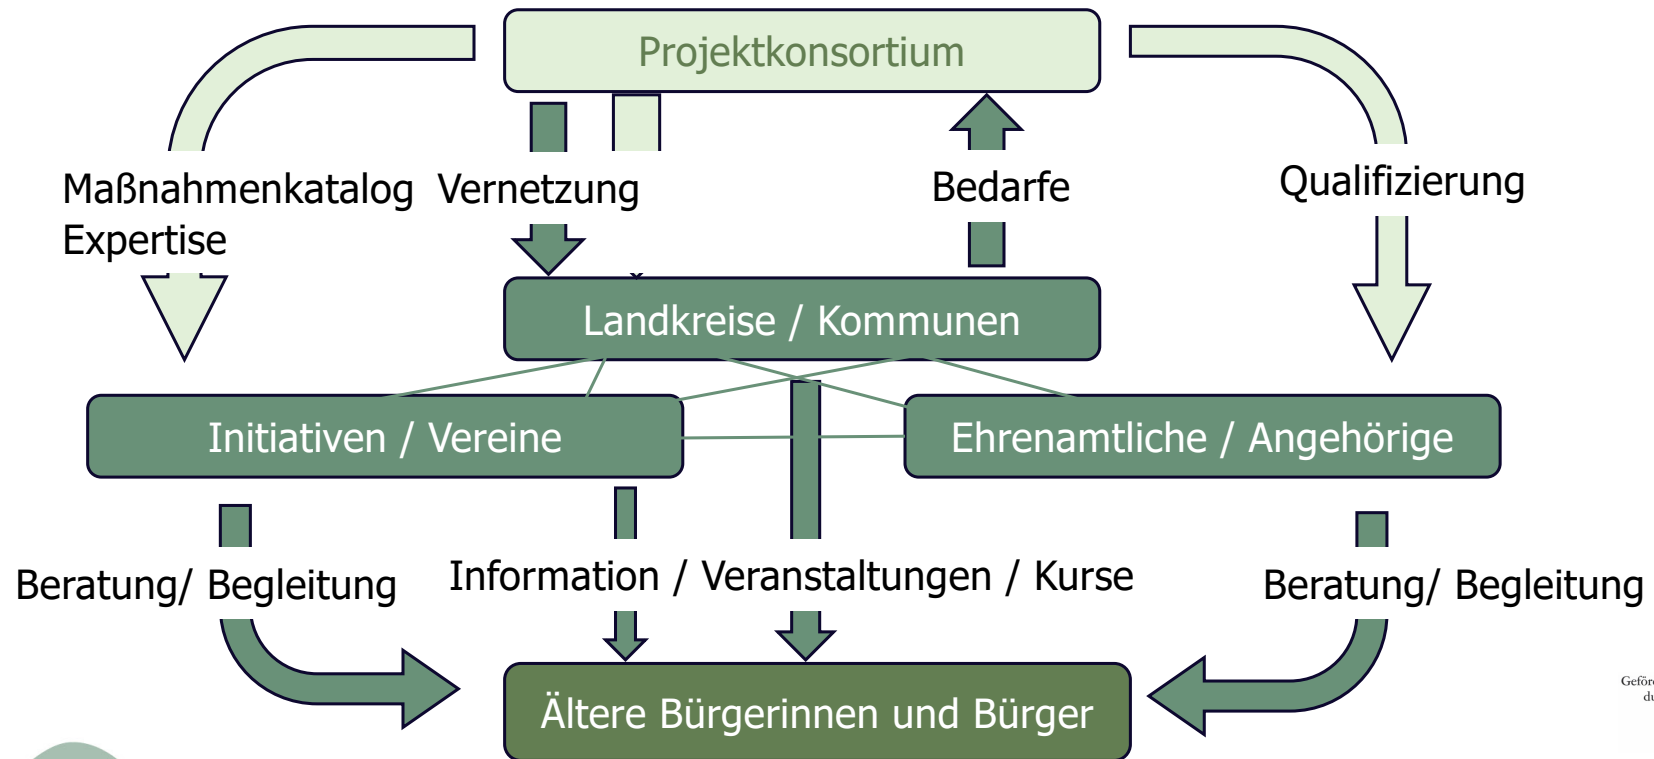 Projektkonsortium
Maßnahmenkatalog
Expertise
Vernetzung
Bedarfe
Qualifizierung
Landkreise / Kommunen
Initiativen / Vereine
Ehrenamtliche / Angehörige
Beratung/ Begleitung
Information / Veranstaltungen / Kurse
Beratung/ Begleitung
Ältere Bürgerinnen und Bürger